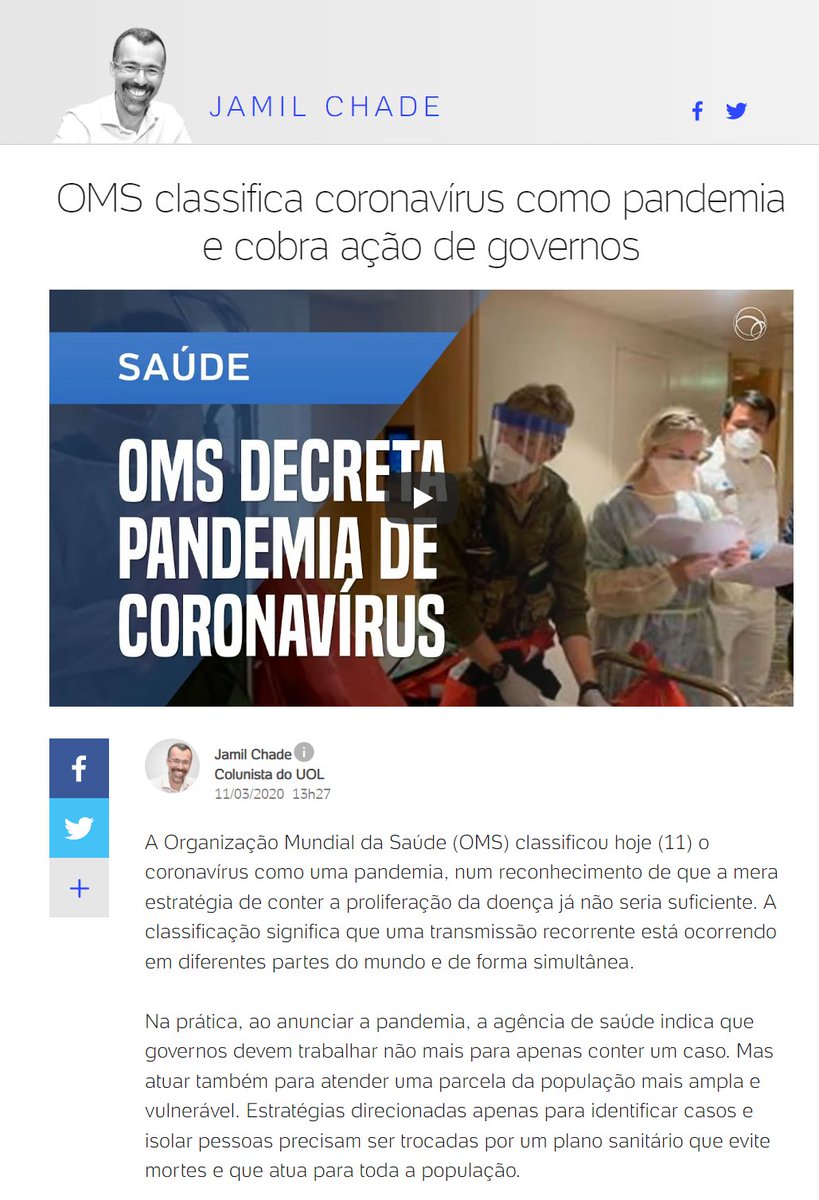 JAMIL CHADE
OMS classifica coronavírus como pandemia
e cobra ação de governos
SAÚDE
OMS DECRETA
PANDEMIA DE
CORONAVÍRUS
Jamil Chade
Colunista do UOL
11/03/2020 13h27
A Organização Mundial da Saúde (OMS) classificou hoje (11) o
coronavírus como uma pandemia, num reconhecimento de que a mera
estratégia de conter a proliferação da doença já não seria suficiente. A
classificação significa que uma transmissão recorrente está ocorrendo
em diferentes partes do mundo e de forma simultânea.
Na prática, ao anunciar a pandemia, a agência de saúde indica que
governos devem trabalhar não mais para apenas conter um caso. Mas
atuar também para atender uma parcela da população mais ampla e
vulnerável. Estratégias direcionadas apenas para identificar casos e
isolar pessoas precisam ser trocadas por um plano sanitário que evite
mortes e que atua para toda a população.